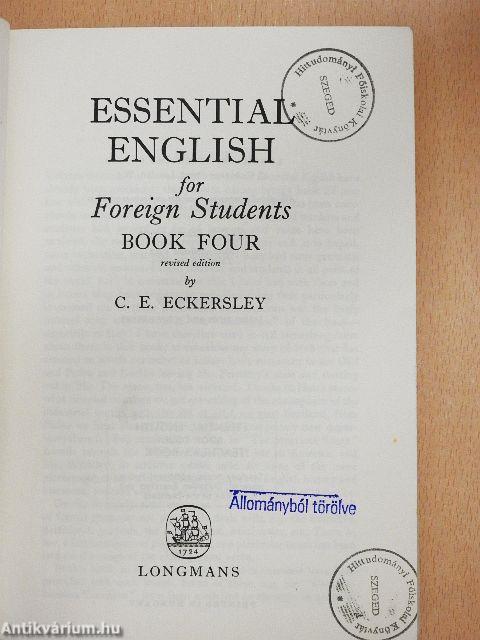 ESSENTIAL
ENGLISH
for
Foreign Students
BOOK FOUR
revised edition
by
C. E. ECKERSLEY
Hittudományi Főiskolai Könyvtár
SZEGED
Állományból törölve
1724
LONGMANS
Hittudományi Főiskolai Könyvtár
SZEGED
Antikvárium.hu